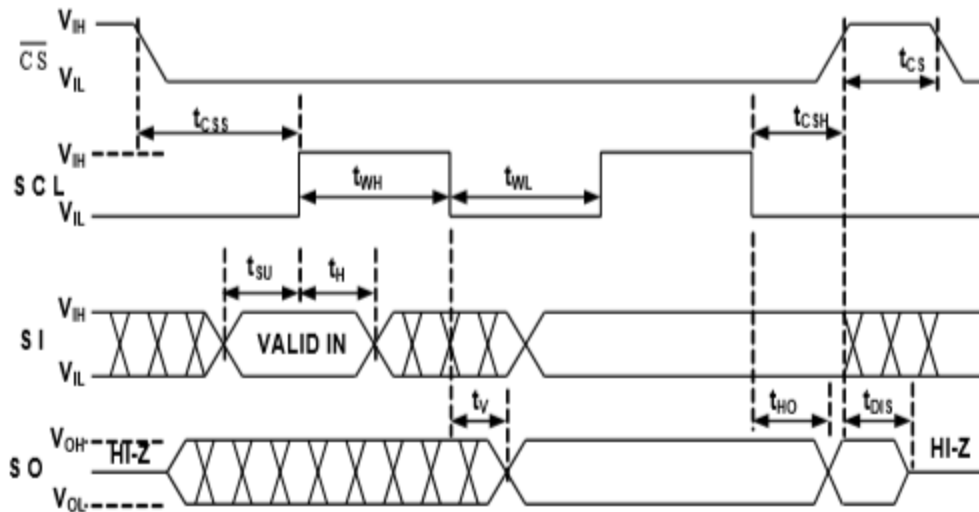 VIH
CS
tCS
VIL
tCSS
tCSH
VIH
SCL
tWH
tWL
VIL
tSU
tH
VIH
SI
VALID IN
VIL
tV
tHO
tDIS
VOH
HI-Z
HI-Z
SO
VOL